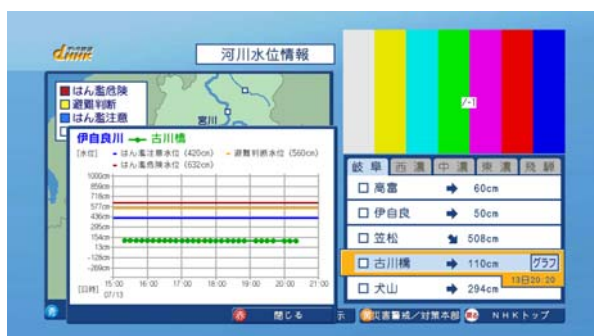 河川水位情報
はん濫危険
避難判断
はん濫注意
宮川
伊自良川 古川橋
[水位] はん濫注意水位 (420cm) 避難判断水位 (560cm)
はん濫危険水位 (632cm)
1000cm
859cm
718cm
577cm
436cm
295cm
154cm
13cm
-128cm
-269cm
[日時] 15:00 16:00 17:00 18:00 19:00 20:00 21:00
07/13
岐阜 西濃 中濃 東濃 飛騨
高富 60cm
伊自良 50cm
笠松 508cm
古川橋 110cm グラフ
13日20:20
犬山 294cm
閉じる
示
災害警戒/対策本部
NHKトップ